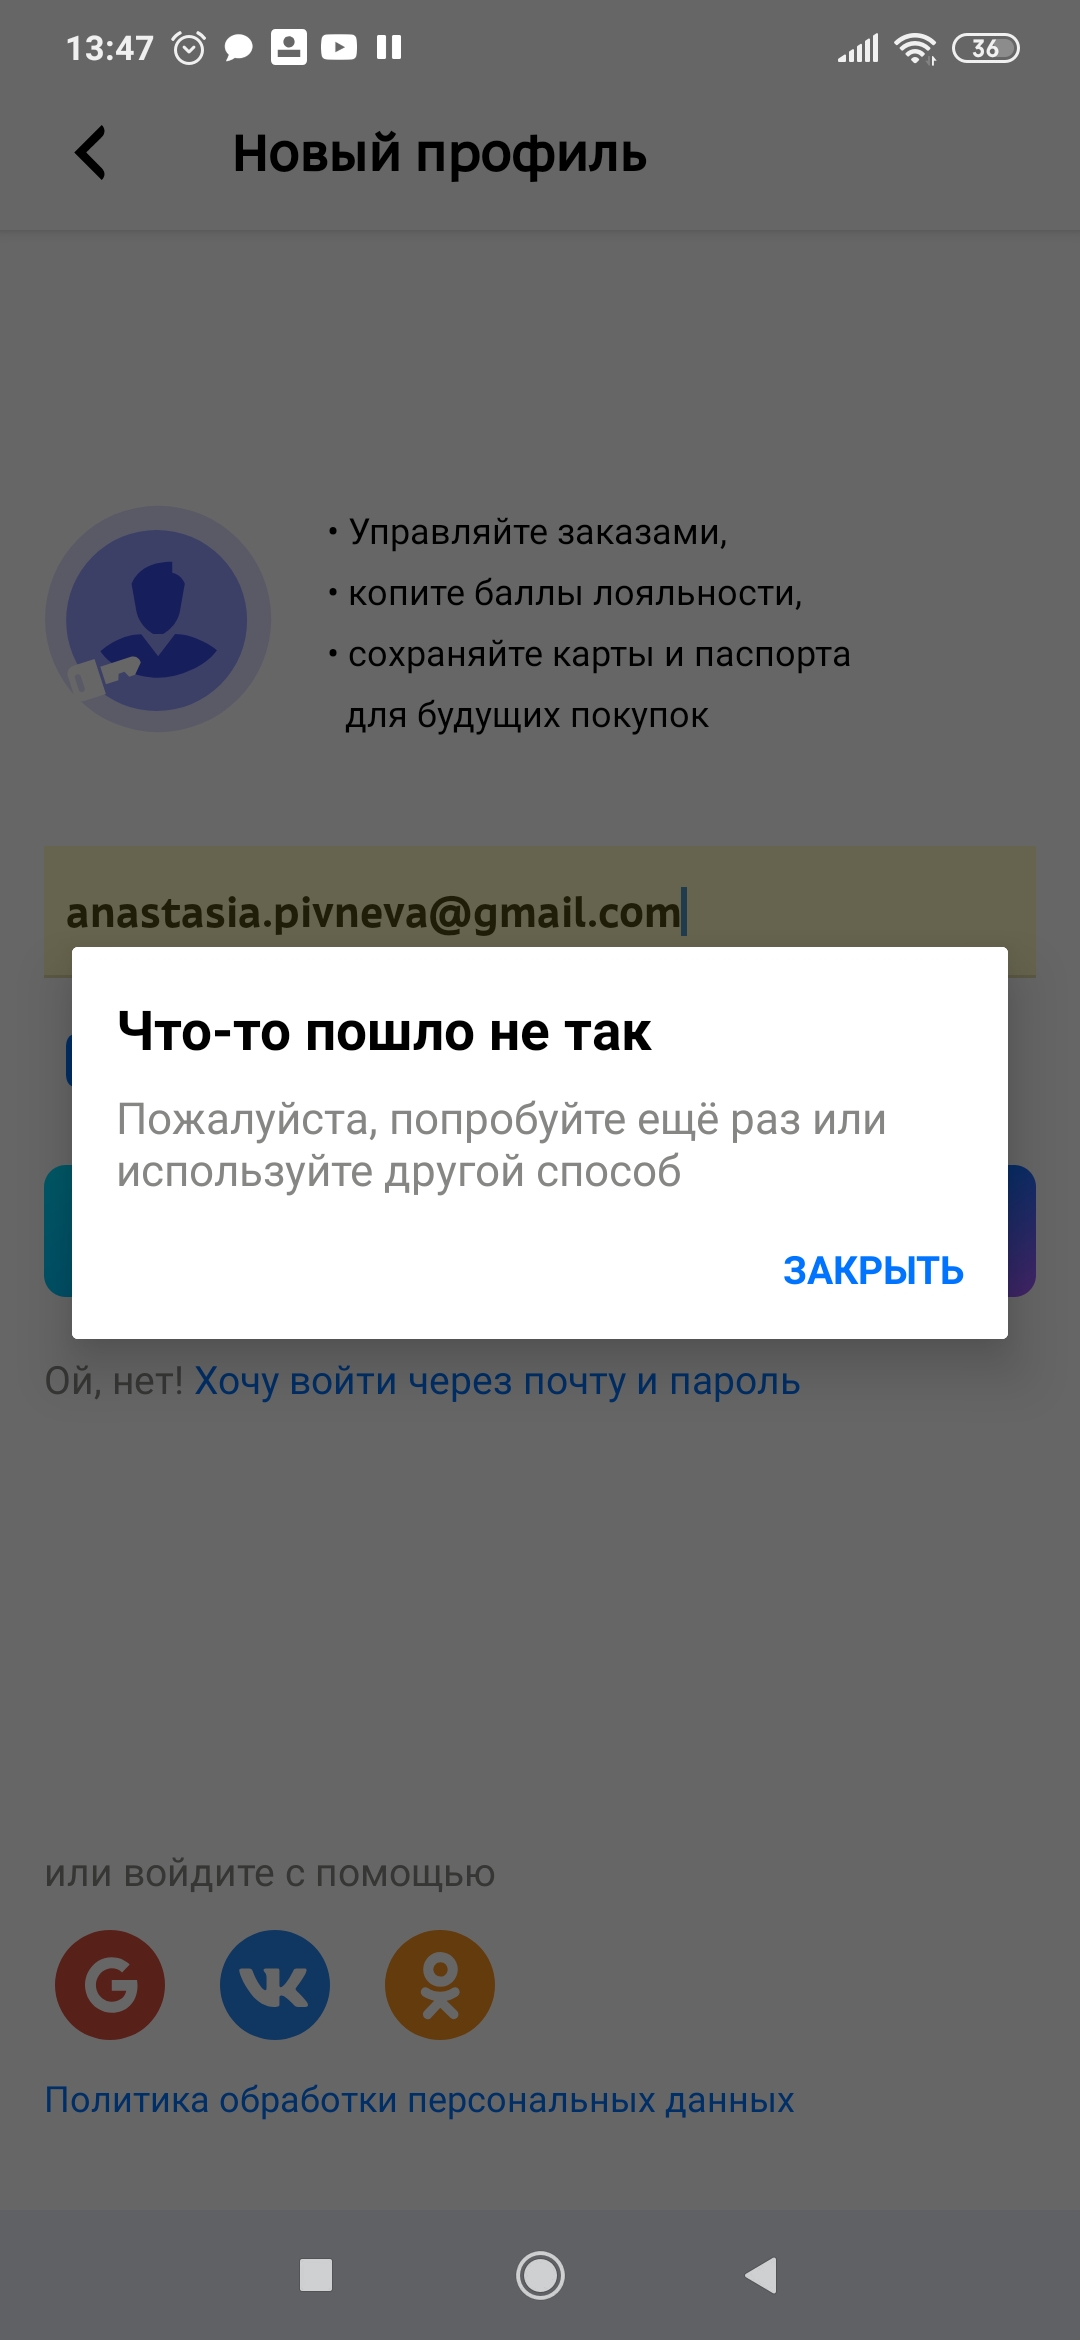 13:47
36
Новый профиль
• Управляйте заказами,
• копите баллы лояльности,
• сохраняйте карты и паспорта
для будущих покупок
anastasia.pivneva@gmail.com
Что-то пошло не так
Пожалуйста, попробуйте ещё раз или
используйте другой способ
ЗАКРЫТЬ
Ой, нет! Хочу войти через почту и пароль
или войдите с помощью
Политика обработки персональных данных